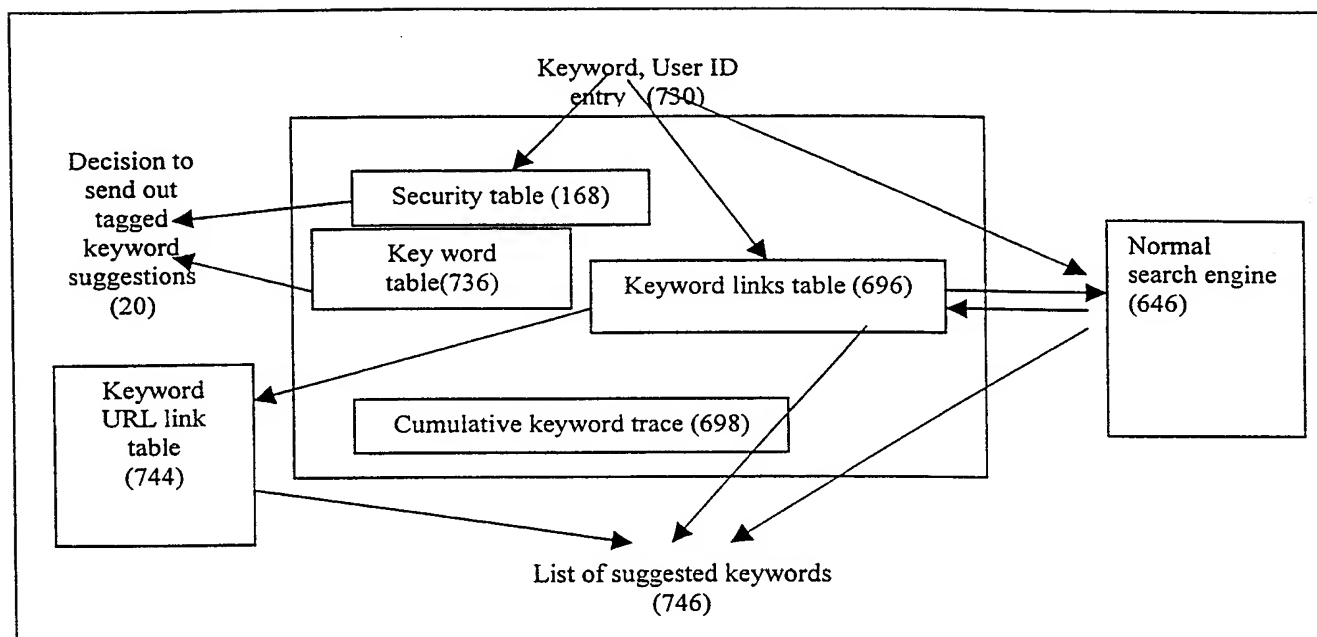 Keyword, User ID
entry (730)
Decision to
send out
tagged
keyword
suggestions
(20)
Security table (168)
Key word
table(736)
Keyword links table (696)
Normal
search engine
(646)
Keyword
URL link
table
(744)
Cumulative keyword trace (698)
List of suggested keywords
(746)